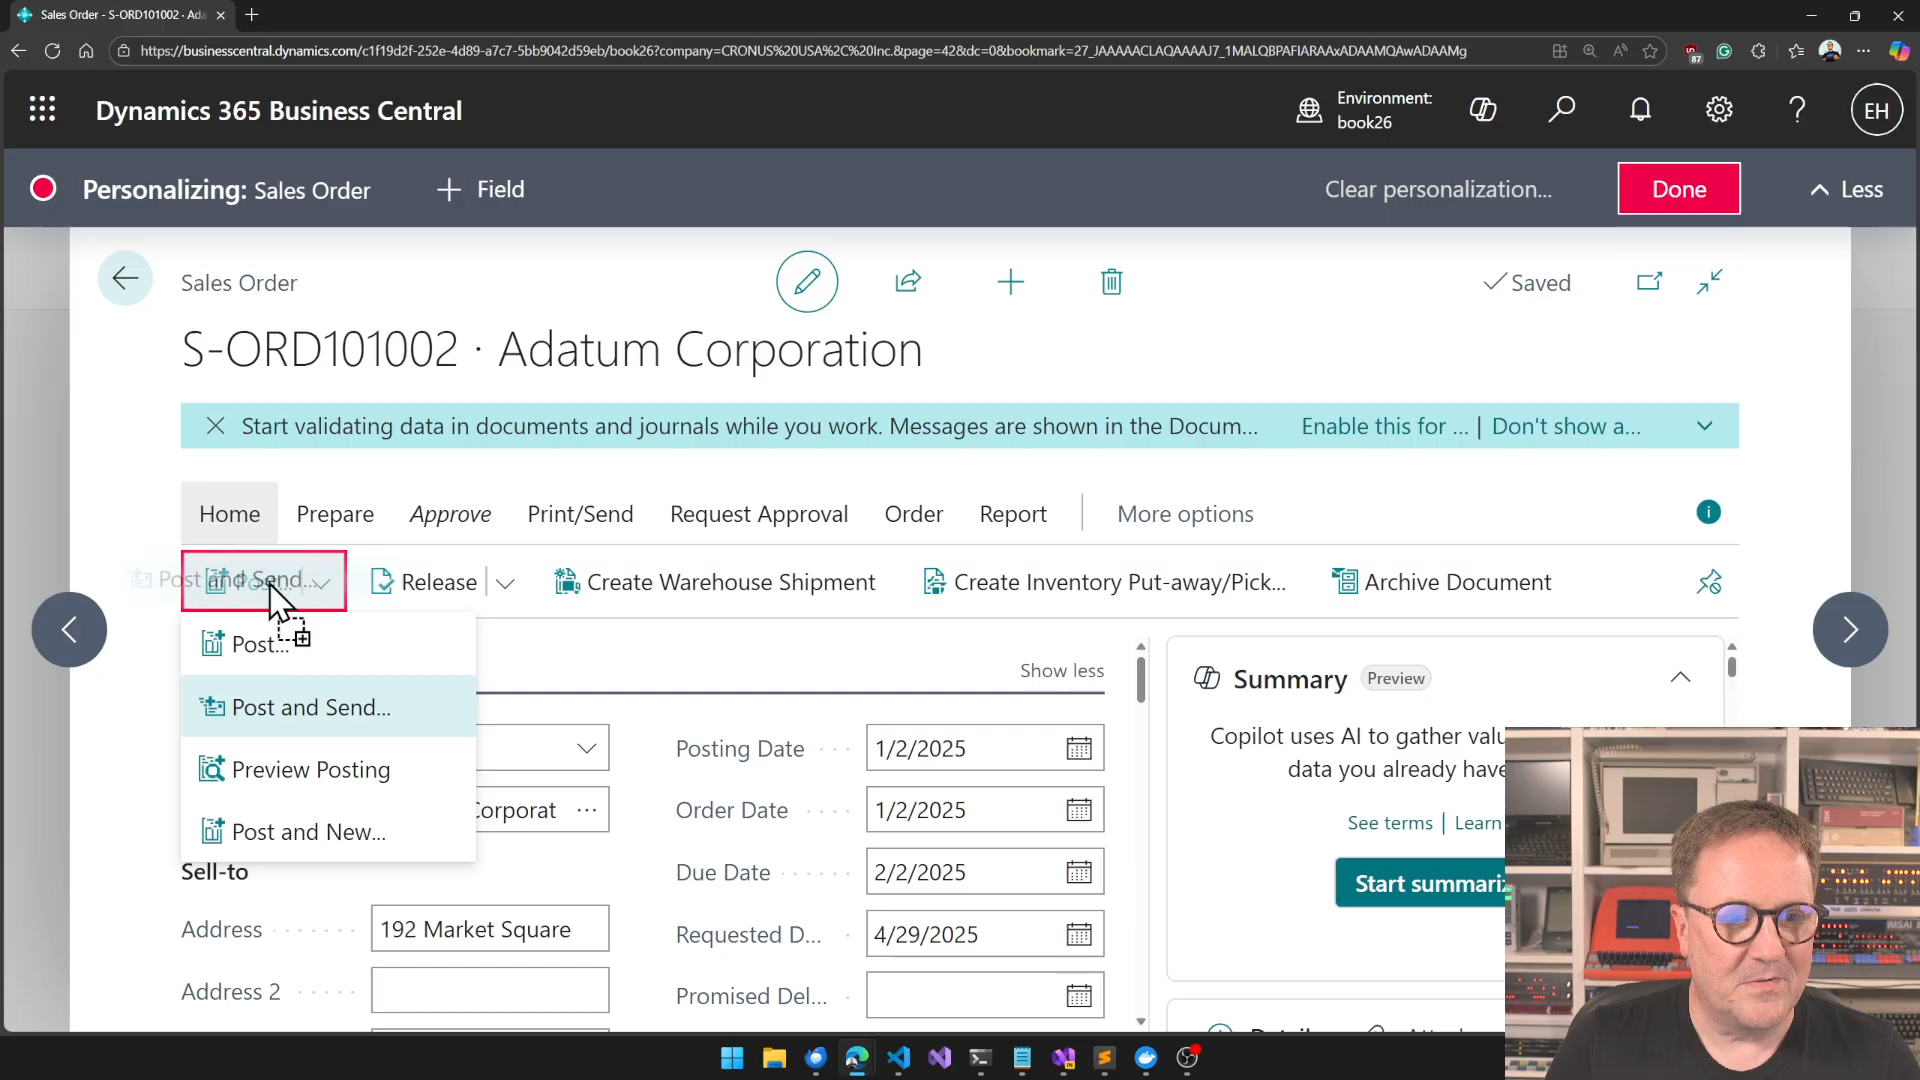 Sales Order - S-ORD101002 · Ada
https://businesscentral.dynamics.com/c1f19d2f-252e-4d89-a7c7-5bb9042d59eb/book26?company=CRONUS%20USA%2C%20Inc.&page=42&dc=0&bookmark=27_JAAAAACLAQAAAAJ7_1MALQBPAFIARAAxADAAMQAwADAAMg
87
Dynamics 365 Business Central
Environment:
book26
EH
Personalizing: Sales Order
Field
Clear personalization...
Done
Less
Sales Order
Saved
S-ORD101002 · Adatum Corporation
Start validating data in documents and journals while you work. Messages are shown in the Docum...
Enable this for ... | Don't show a...
Home
Prepare
Approve
Print/Send
Request Approval
Order
Report
More options
Post and Send...
Release
Create Warehouse Shipment
Create Inventory Put-away/Pick...
Archive Document
Post...
Post and Send...
Preview Posting
Post and New...
Show less
Corporat
Posting Date
1/2/2025
Order Date
1/2/2025
Sell-to
Due Date
2/2/2025
Address
192 Market Square
Requested D...
4/29/2025
Address 2
Promised Del...
Summary
Preview
Copilot uses AI to gather valu
data you already have
See terms | Learn
Start summari